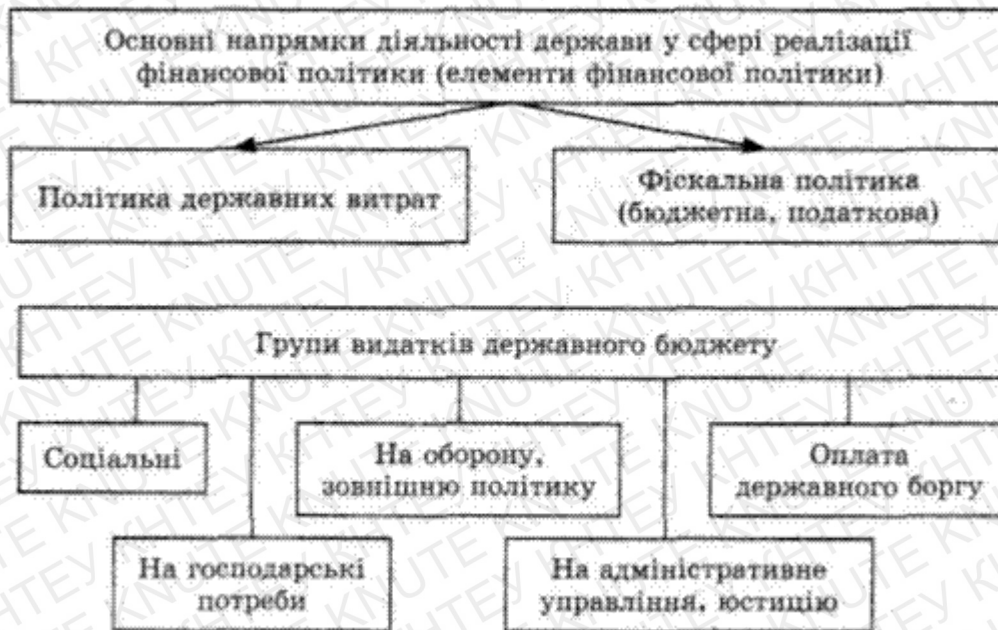 Основні напрямки діяльності держави у сфері реалізації
фінансової політики (елементи фінансової політики)
Політика державних витрат
Фіскальна політика
(бюджетна, податкова)
Групи видатків державного бюджету
Соціальні
На оборону,
зовнішню політику
Оплата
державного боргу
На господарські
потреби
На адміністративне
управління, юстицію